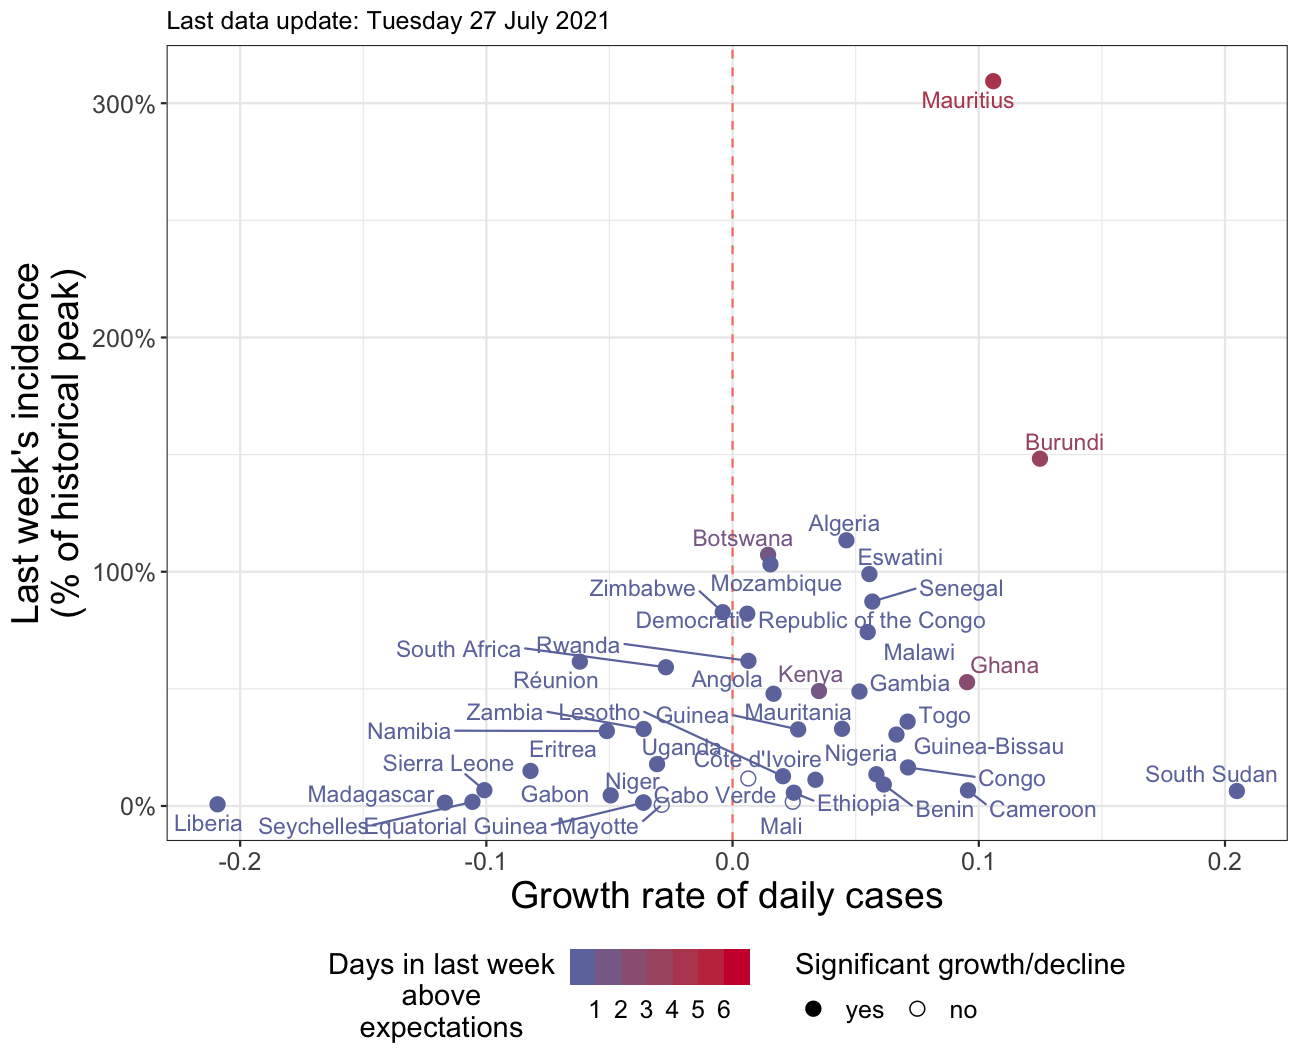 Last data update: Tuesday 27 July 2021
Last week's incidence
(% of historical peak)
300%
200%
100%
0%
Mauritius
Burundi
Algeria
Botswana
Eswatini
Mozambique
Zimbabwe
Senegal
Democratic Republic of the Congo
South Africa
Rwanda
Malawi
Ghana
Réunion
Angola
Kenya
Gambia
Zambia
Lesotho
Guinea
Mauritania
Togo
Namibia
Eritrea
Uganda
Côte d'Ivoire
Nigeria
Guinea-Bissau
Sierra Leone
Congo
South Sudan
Niger
Madagascar
Gabon
Cabo Verde
Ethiopia
Benin
Cameroon
Liberia
Seychelles
Equatorial Guinea
Mayotte
Mali
-0.2
-0.1
0.0
0.1
0.2
Growth rate of daily cases
Days in last week
above
expectations
1 2 3 4 5 6
Significant growth/decline
yes
no